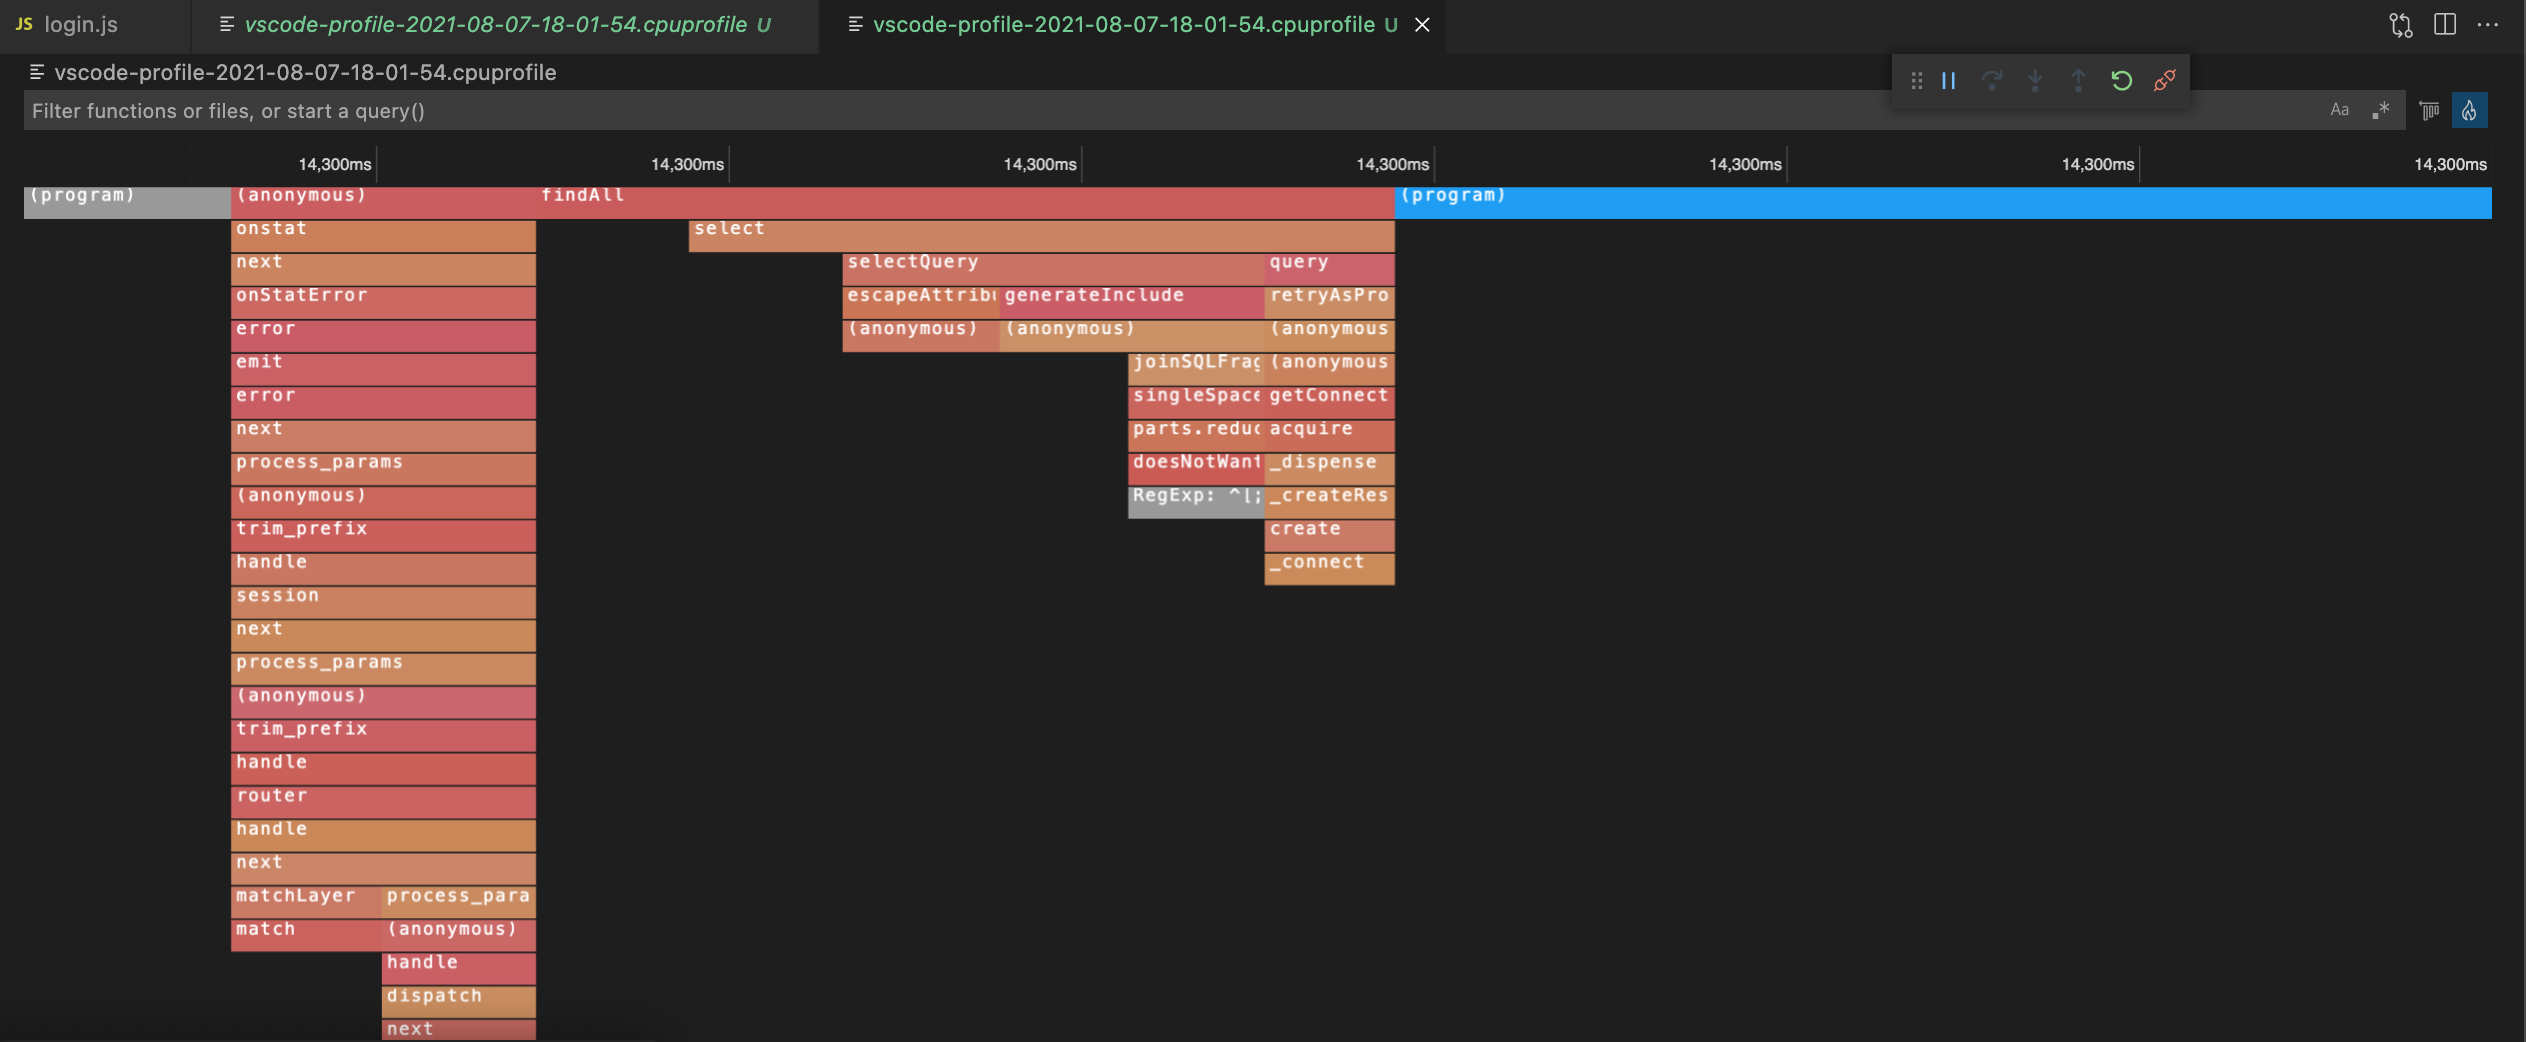 JS login.js
vscode-profile-2021-08-07-18-01-54.cpuprofile U
vscode-profile-2021-08-07-18-01-54.cpuprofile U
vscode-profile-2021-08-07-18-01-54.cpuprofile
Filter functions or files, or start a query()
Aa .*
14,300ms 14,300ms 14,300ms 14,300ms 14,300ms 14,300ms 14,300ms
(program) (anonymous) findAll (program)
onstat select
next selectQuery query
onStatError escapeAttribu generateInclude retryAsPro
error (anonymous) (anonymous) (anonymous
emit joinSQLFrag (anonymous
error singleSpace getConnect
next parts.reduc acquire
process_params doesNotWant _dispense
(anonymous) RegExp: ^[; _createRes
trim_prefix create
handle _connect
session
next
process_params
(anonymous)
trim_prefix
handle
router
handle
next
matchLayer process_para
match (anonymous)
handle
dispatch
next